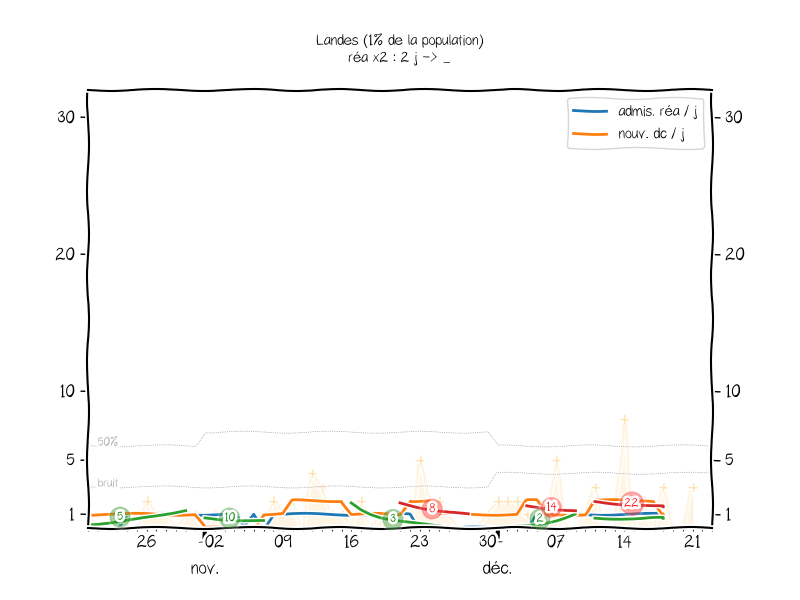 Landes (1% de la population)
réa x2 : 2 j -> _
admis. réa / j
nouv. dc / j
30 30
20 20
10 10
5 5
1 1
50%
bruit
5 10 3 8 2 14 22
26 02 09 16 23 30 07 14 21
nov. déc.